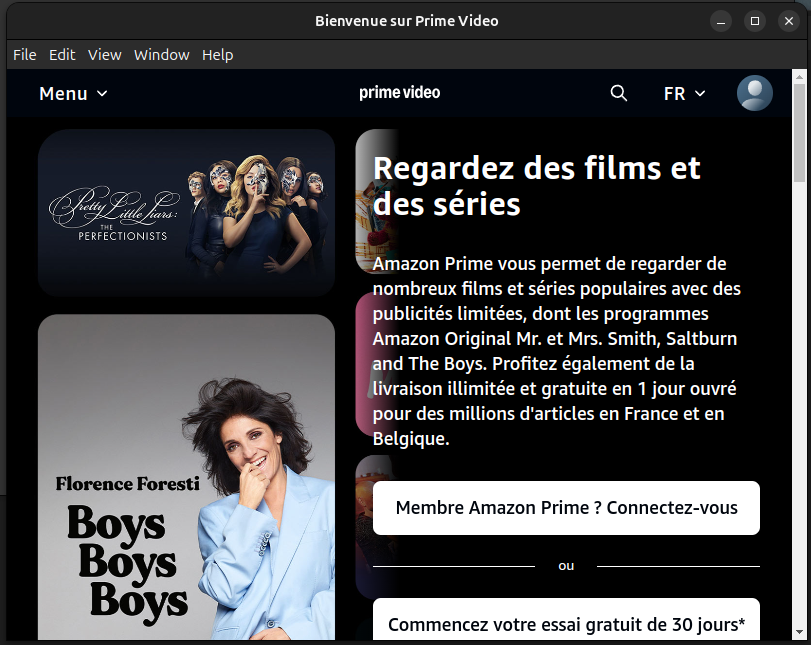 Bienvenue sur Prime Video
File Edit View Window Help
Menu
prime video
FR
Pretty Little Liars:
THE
PERFECTIONISTS
Florence Foresti
Boys
Boys
Boys
Regardez des films et
des séries
Amazon Prime vous permet de regarder de
nombreux films et séries populaires avec des
publicités limitées, dont les programmes
Amazon Original Mr. et Mrs. Smith, Saltburn
and The Boys. Profitez également de la
livraison illimitée et gratuite en 1 jour ouvré
pour des millions d'articles en France et en
Belgique.
Membre Amazon Prime ? Connectez-vous
ou
Commencez votre essai gratuit de 30 jours*